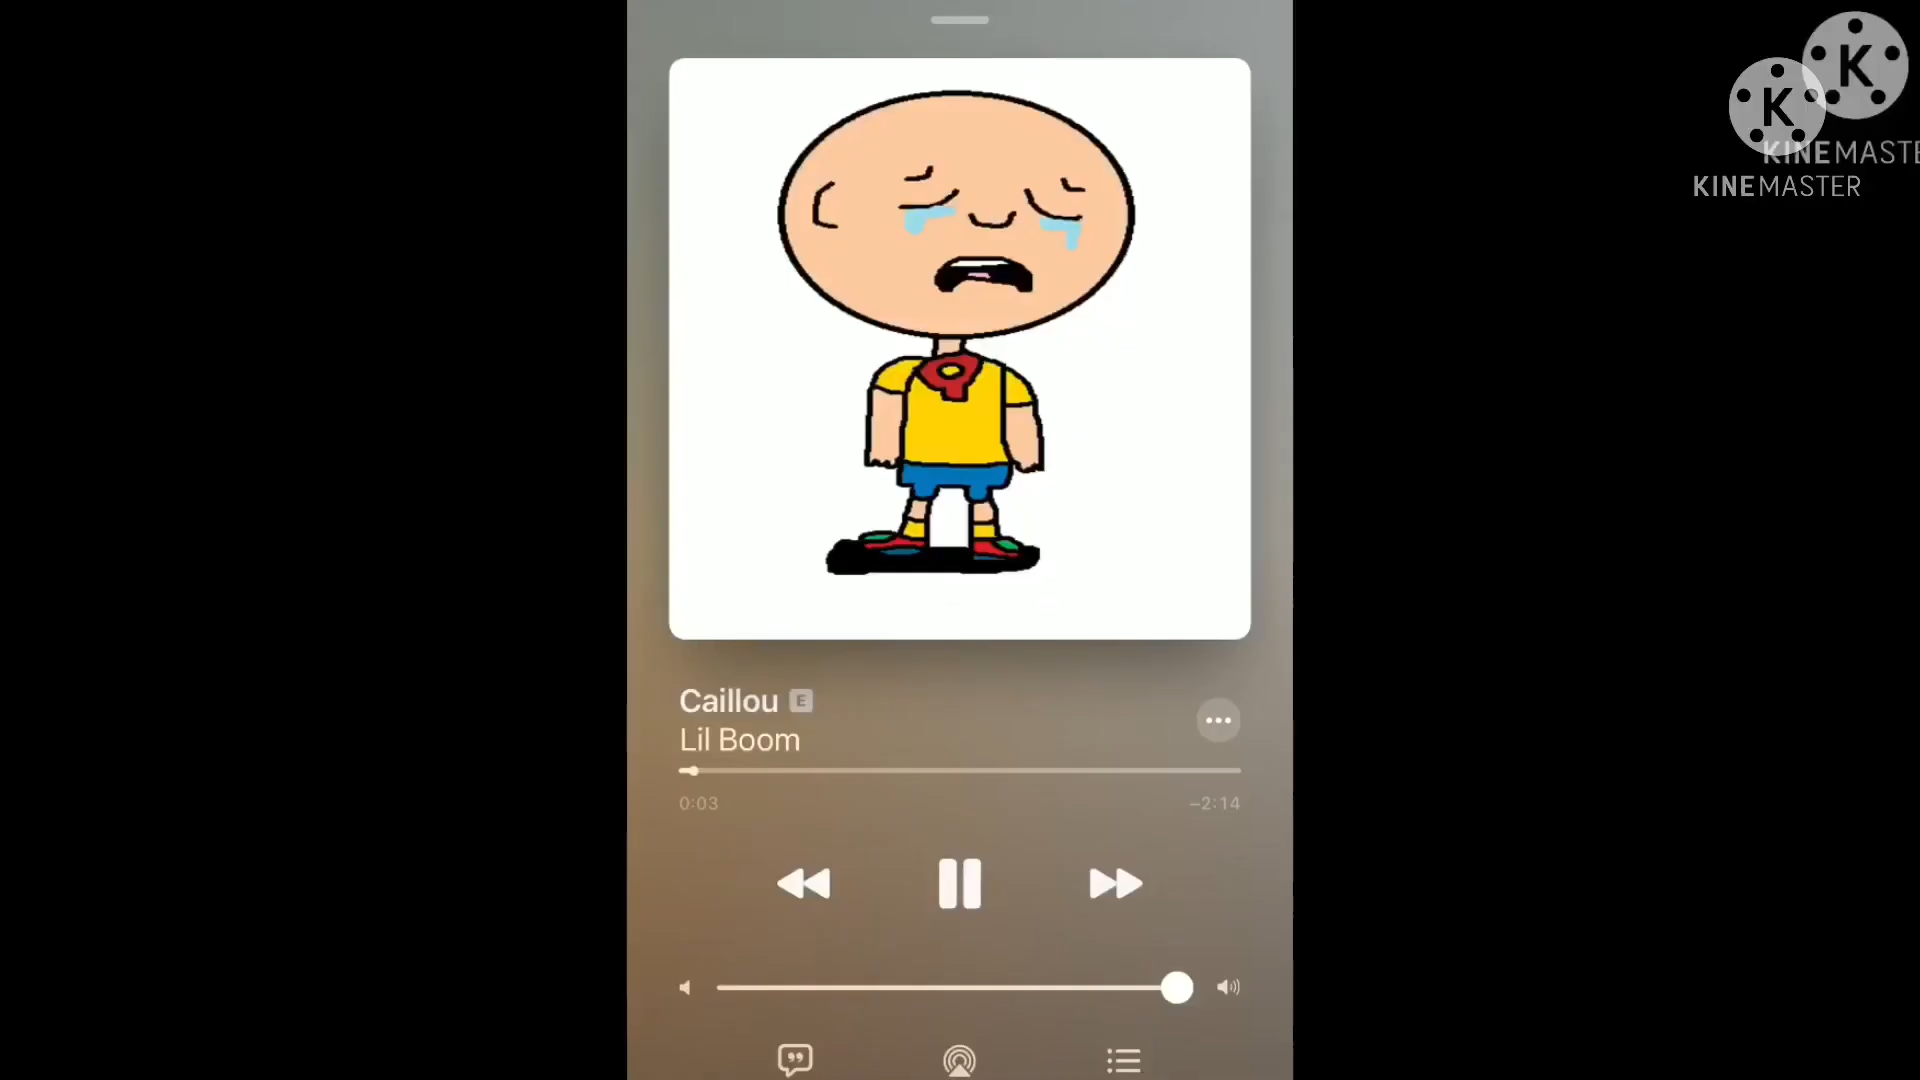 K
K
KINEMASTE
KINEMASTER
Caillou E
Lil Boom
0:03
-2:14